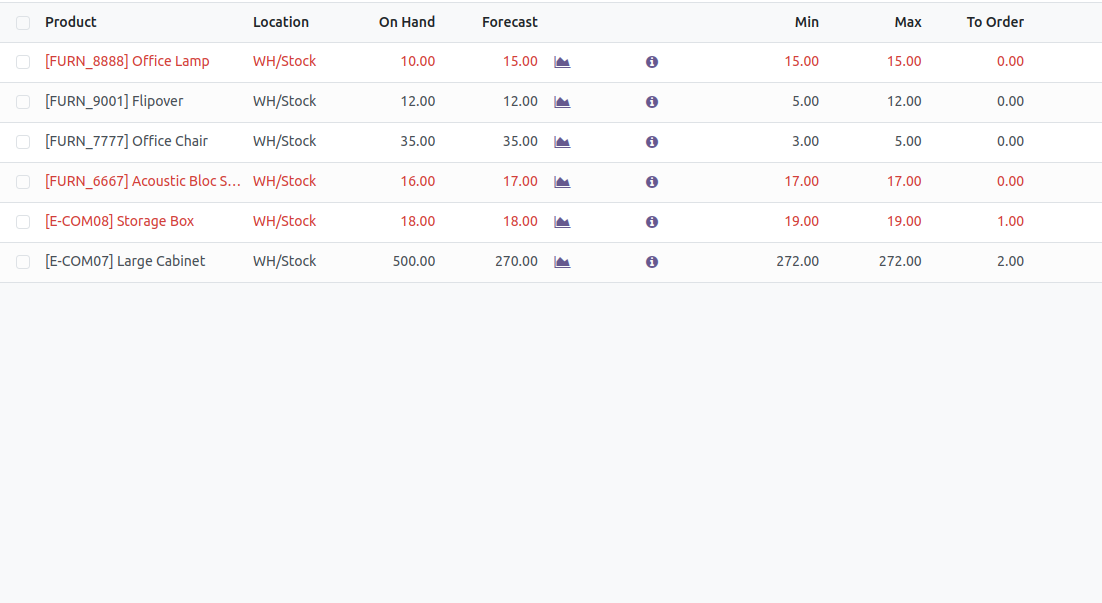 Product Location On Hand Forecast Min Max To Order
[FURN_8888] Office Lamp WH/Stock 10.00 15.00 15.00 15.00 0.00
[FURN_9001] Flipover WH/Stock 12.00 12.00 5.00 12.00 0.00
[FURN_7777] Office Chair WH/Stock 35.00 35.00 3.00 5.00 0.00
[FURN_6667] Acoustic Bloc S... WH/Stock 16.00 17.00 17.00 17.00 0.00
[E-COM08] Storage Box WH/Stock 18.00 18.00 19.00 19.00 1.00
[E-COM07] Large Cabinet WH/Stock 500.00 270.00 272.00 272.00 2.00